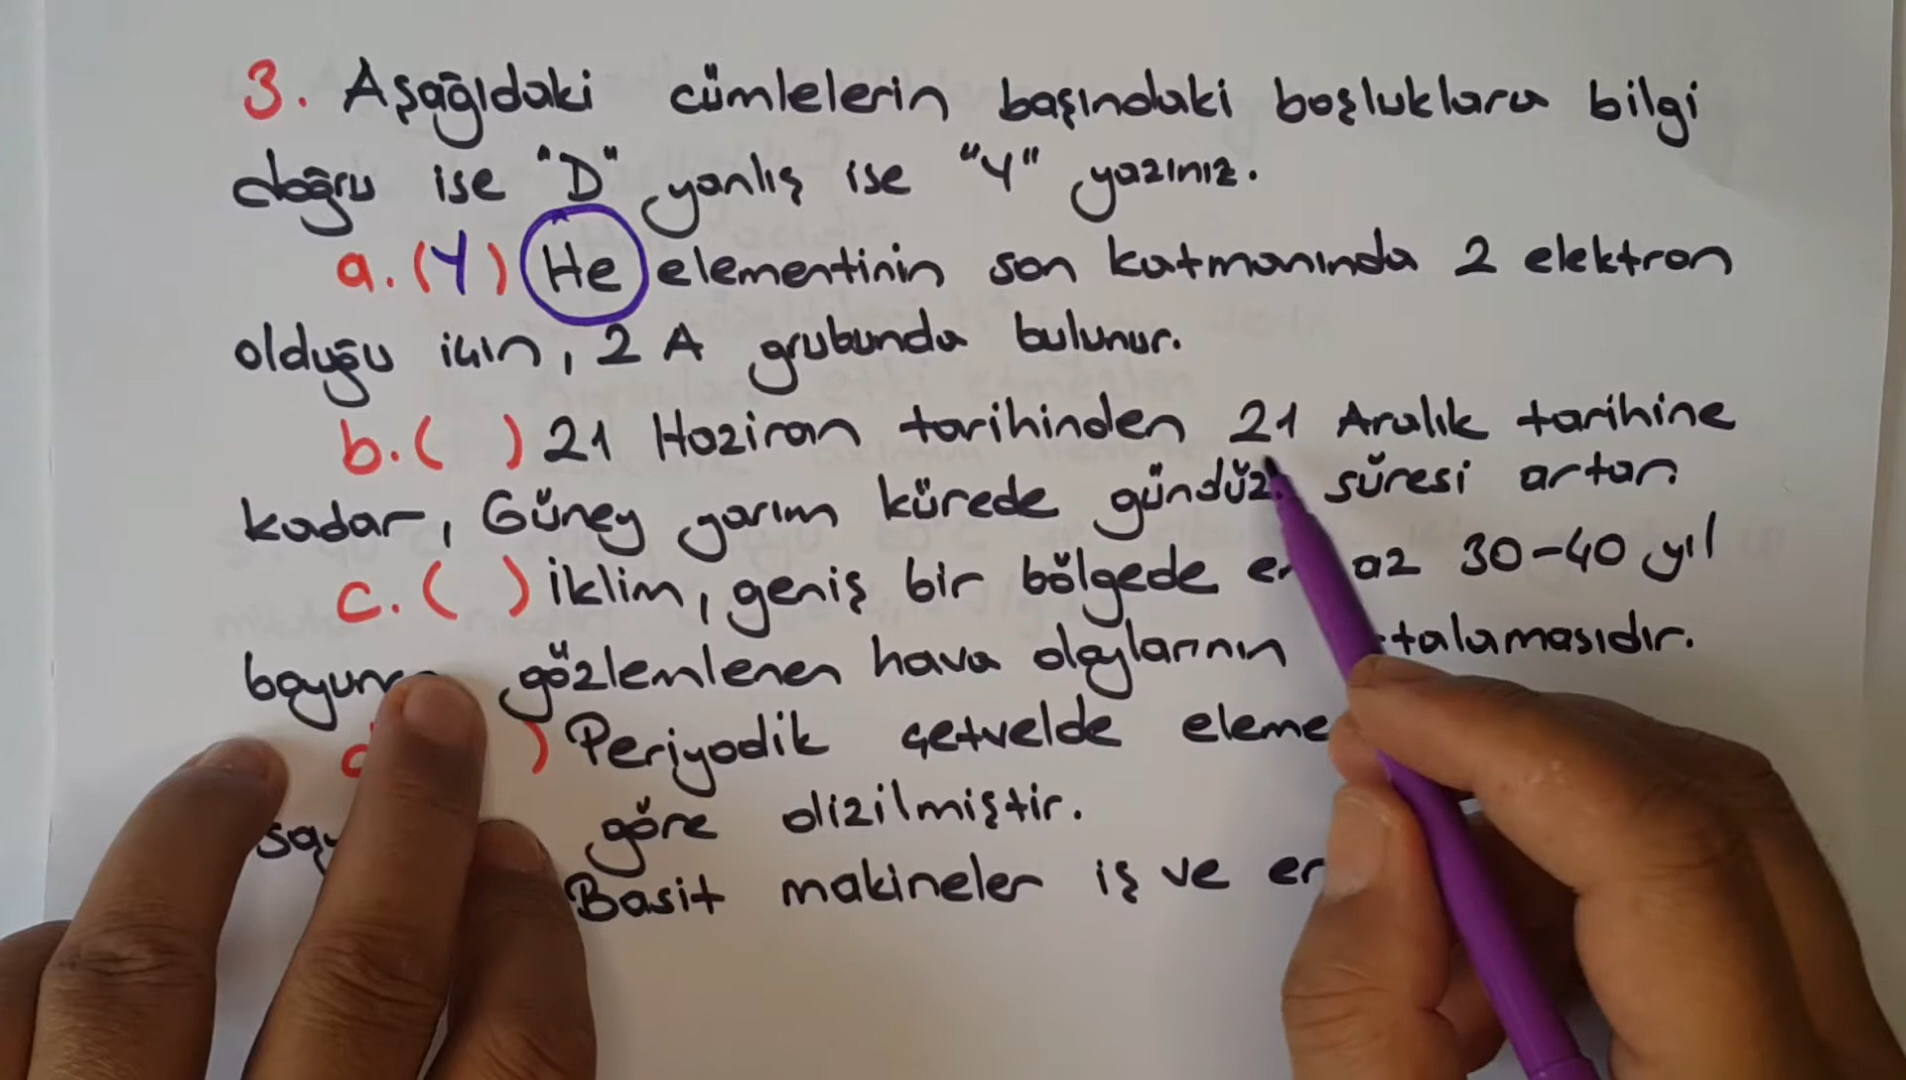 3. Aşağıdaki cümlelerin başındaki boşluklara bilgi
doğru ise "D" yanlış ise "Y" yazınız.
a. (Y) He elementinin son katmanında 2 elektron
olduğu için, 2 A grubunda bulunur.
b. ( ) 21 Haziran tarihinden 21 Aralık tarihine
kadar, Güney yarım kürede gündüz süresi artar.
c. ( ) İklim, geniş bir bölgede az 30-40 yıl
gözlemlenen hava olaylarının
) Periyodik çetvelde
göre dizilmiştir.
Basit makineler iş ve